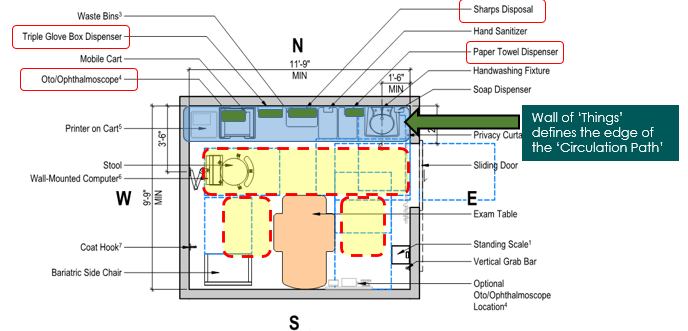 Waste Bins³
Triple Glove Box Dispenser
Mobile Cart
Oto/Ophthalmoscope⁴
Printer on Cart⁵
Stool
Wall-Mounted Computer⁶
W
Coat Hook⁷
Bariatric Side Chair
N
11'-9"
MIN
1'-6"
MIN
3'-6"
9'-9"
MIN
Sharps Disposal
Hand Sanitizer
Paper Towel Dispenser
Handwashing Fixture
Soap Dispenser
Wall of 'Things'
defines the edge of
the 'Circulation Path'
Sliding Door
E
Exam Table
Standing Scale¹
Vertical Grab Bar
Optional
Oto/Ophthalmoscope
Location⁴
S